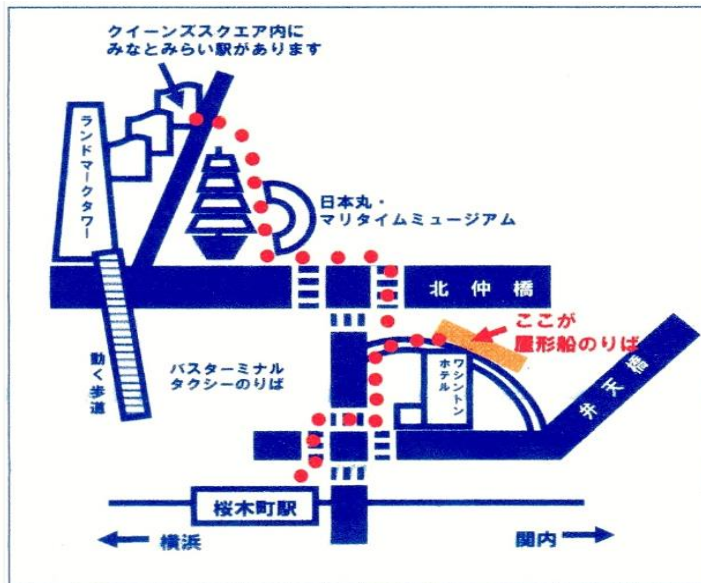 クイーンズスクエア内に
みなとみらい駅があります
ランドマークタワー
日本丸・
マリタイムミュージアム
北仲橋
ここが
屋形船のりば
動く歩道
バスターミナル
タクシーのりば
ワシントン
ホテル
弁天橋
桜木町駅
横浜
関内